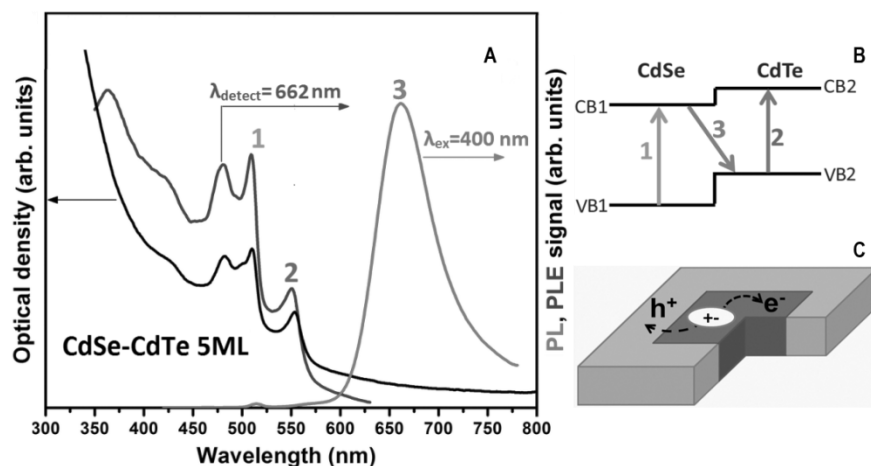 A
λdetect= 662 nm
3
1
λex=400 nm
2
CdSe-CdTe 5ML
Optical density (arb. units)
PL, PLE signal (arb. units)
300 350 400 450 500 550 600 650 700 750 800
Wavelength (nm)
B
CdSe CdTe
CB2
CB1
1 3 2
VB2
VB1
C
h+ +- e-